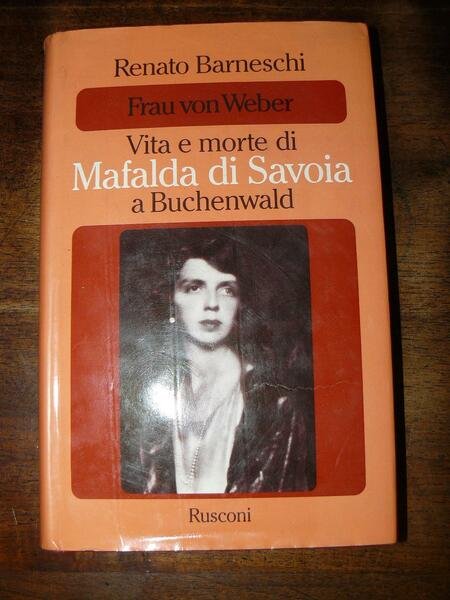 Renato Barneschi
Frau von Weber
Vita e morte di
Mafalda di Savoia
a Buchenwald
Rusconi